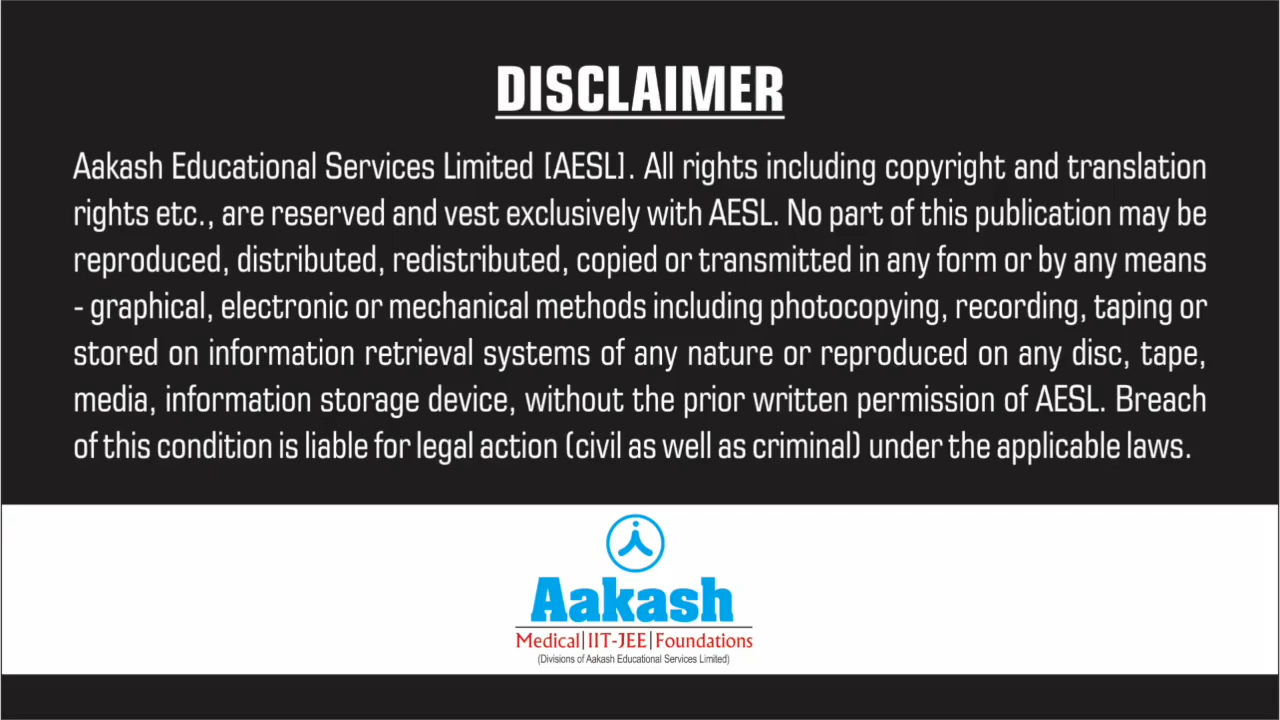 DISCLAIMER
Aakash Educational Services Limited [AESL]. All rights including copyright and translation
rights etc., are reserved and vest exclusively with AESL. No part of this publication may be
reproduced, distributed, redistributed, copied or transmitted in any form or by any means
- graphical, electronic or mechanical methods including photocopying, recording, taping or
stored on information retrieval systems of any nature or reproduced on any disc, tape,
media, information storage device, without the prior written permission of AESL. Breach
of this condition is liable for legal action (civil as well as criminal) under the applicable laws.
Aakash
Medical|IIT-JEE|Foundations
(Divisions of Aakash Educational Services Limited)